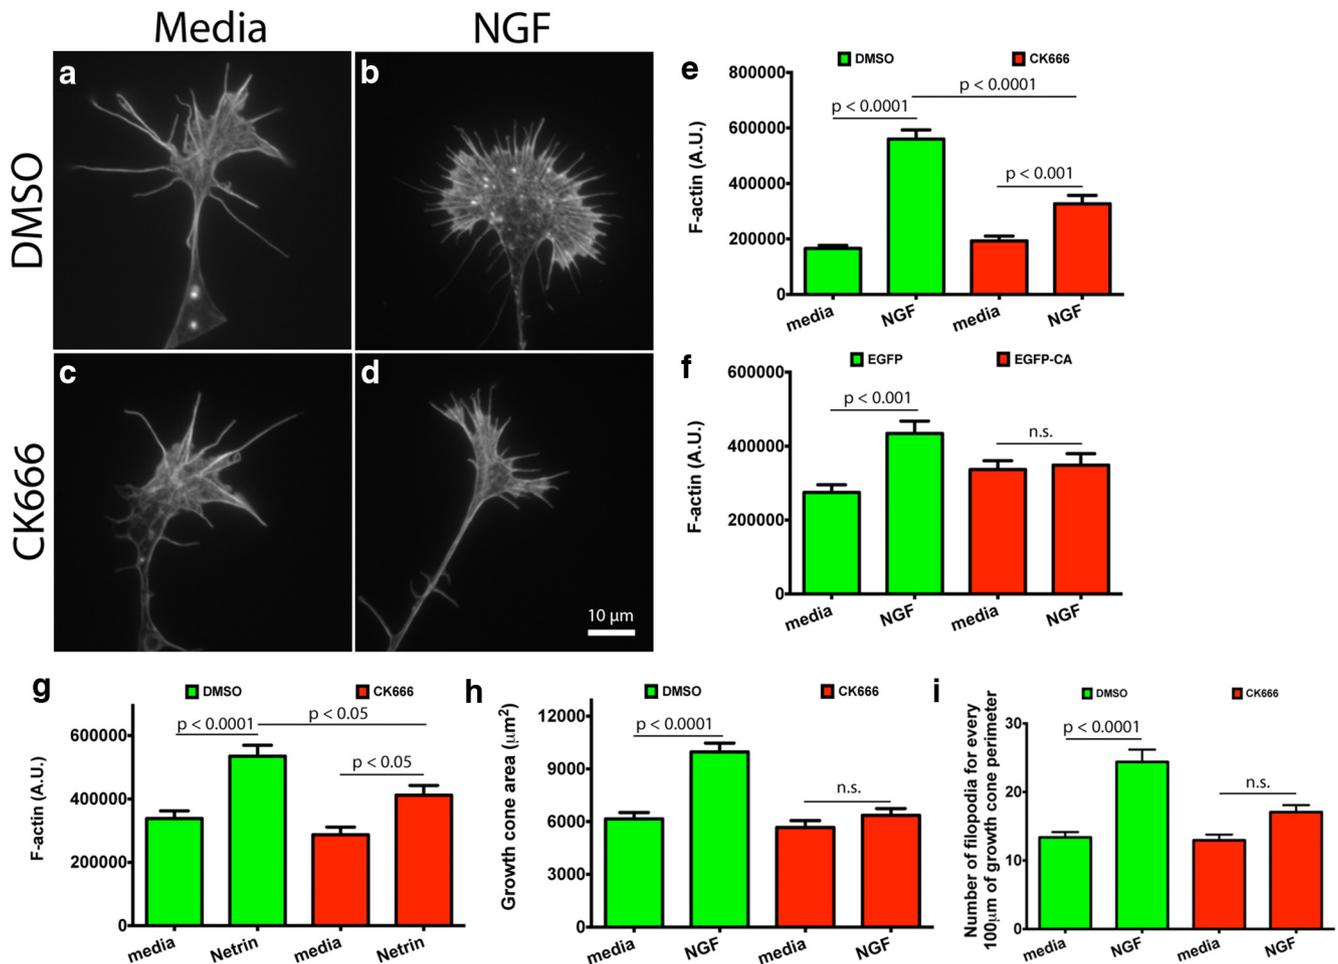 Media NGF
DMSO
CK666
a
b
c
d
10 µm
e
DMSO CK666
p < 0.0001
p < 0.0001
p < 0.001
F-actin (A.U.)
800000
600000
400000
200000
0
media NGF media NGF
f
EGFP EGFP-CA
p < 0.001
n.s.
F-actin (A.U.)
600000
400000
200000
0
media NGF media NGF
g
DMSO CK666
p < 0.0001
p < 0.05
p < 0.05
F-actin (A.U.)
600000
400000
200000
0
media Netrin media Netrin
h
DMSO CK666
p < 0.0001
n.s.
Growth cone area (µm²)
12000
9000
6000
3000
0
media NGF media NGF
i
DMSO CK666
p < 0.0001
n.s.
Number of filopodia for every
100µm of growth cone perimeter
30
20
10
0
media NGF media NGF